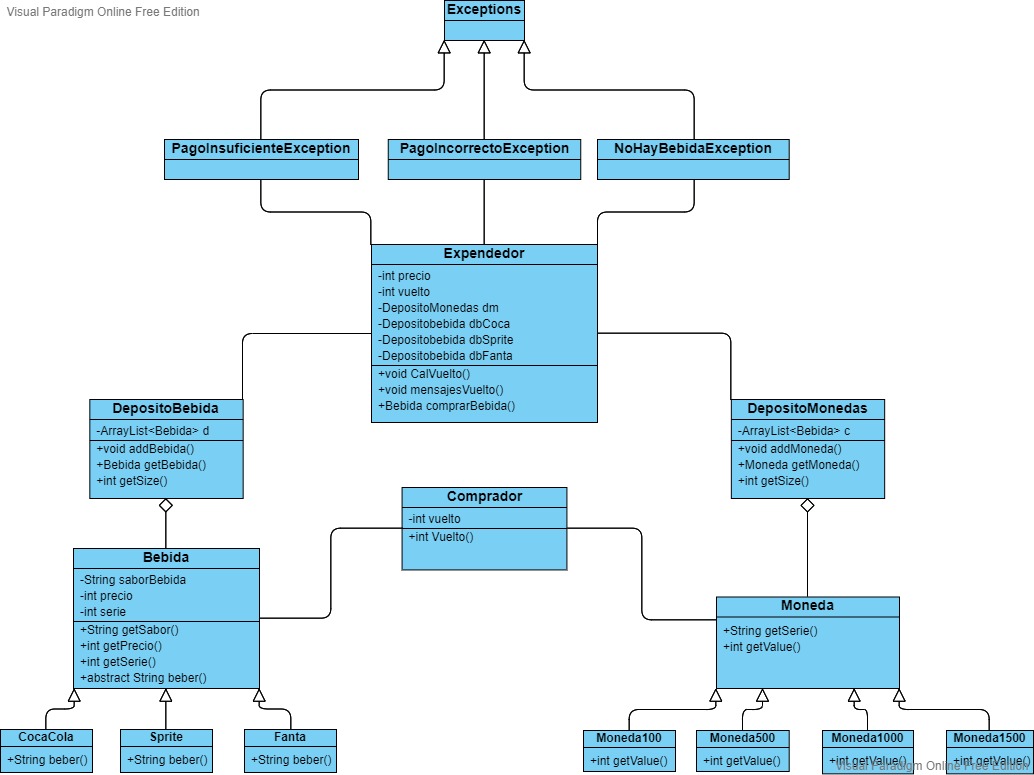 Visual Paradigm Online Free Edition
Exceptions
PagoInsuficienteException
PagoIncorrectoException
NoHayBebidaException
Expendedor
-int precio
-int vuelto
-DepositoMonedas dm
-Depositobebida dbCoca
-Depositobebida dbSprite
-Depositobebida dbFanta
+void CalVuelto()
+void mensajesVuelto()
+Bebida comprarBebida()
DepositoBebida
-ArrayList<Bebida> d
+void addBebida()
+Bebida getBebida()
+int getSize()
DepositoMonedas
-ArrayList<Bebida> c
+void addMoneda()
+Moneda getMoneda()
+int getSize()
Comprador
-int vuelto
+int Vuelto()
Bebida
-String saborBebida
-int precio
-int serie
+String getSabor()
+int getPrecio()
+int getSerie()
+abstract String beber()
Moneda
+String getSerie()
+int getValue()
CocaCola
+String beber()
Sprite
+String beber()
Fanta
+String beber()
Moneda100
+int getValue()
Moneda500
+int getValue()
Moneda1000
+int getValue()
Moneda1500
+int getValue()
Visual Paradigm Online Free Edition